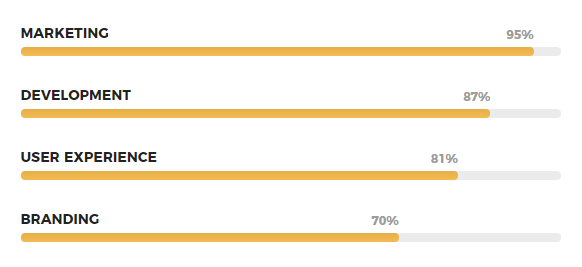 MARKETING 95%
DEVELOPMENT 87%
USER EXPERIENCE 81%
BRANDING 70%